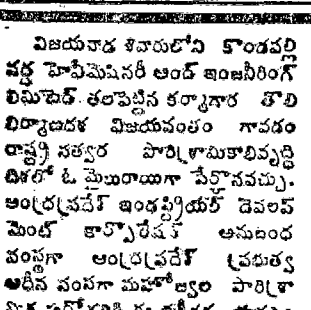 విజయవాడ శివారులోని కొండపల్లి
వద్ద హెవీమెషినరీ అండ్ ఇంజనీరింగ్
లిమిటెడ్ తలపెట్టిన కర్మాగార తొలి
నిర్మాణదశ విజయవంతం గావడం
రాష్ట్ర సత్వర పారిశ్రామికాభివృద్ధి
దిశలో ఓ మైలురాయిగా పేర్కొనవచ్చు.
ఆంధ్రప్రదేశ్ ఇండస్ట్రియల్ డెవలప్
మెంట్ కార్పొరేషన్ అనుబంధ
సంస్థగా ఆంధ్రప్రదేశ్ ప్రభుత్వ
అధీన సంస్థగా మహోజ్వల పారిశ్రా